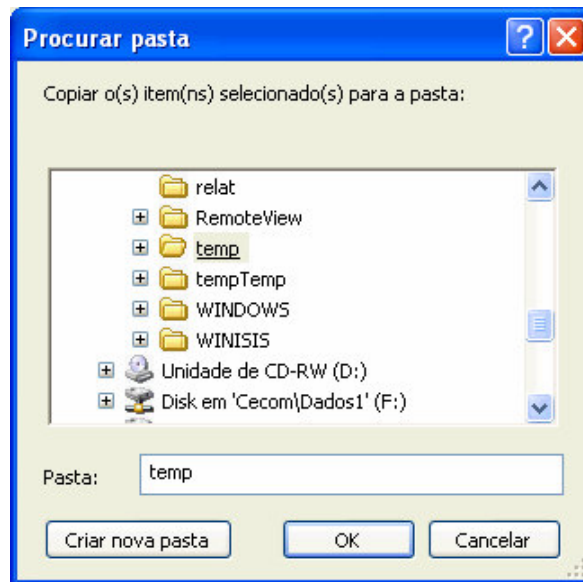 Procurar pasta
Copiar o(s) item(ns) selecionado(s) para a pasta:
relat
RemoteView
temp
tempTemp
WINDOWS
WINISIS
Unidade de CD-RW (D:)
Disk em 'Cecom\Dados1' (F:)
Pasta: temp
Criar nova pasta OK Cancelar